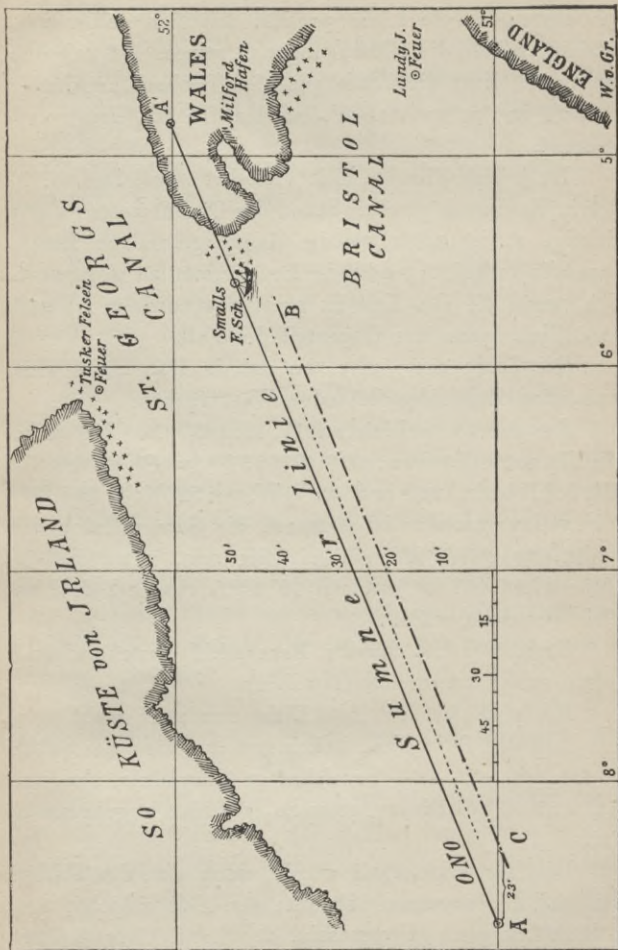 52°
A'
WALES
Milford
Hafen
Lundy J.
Feuer
51°
ENGLAND
W. v. Gr.
5°
BRISTOL
CANAL
Tusker Felsen
Feuer
ST. GEORGS
CANAL
Smalls
F. Sch.
B
6°
KÜSTE von JRLAND
50'
40'
30'
20'
10'
7°
Sumner Linie
15
30
45
8°
SO
ONO
23'
A
C